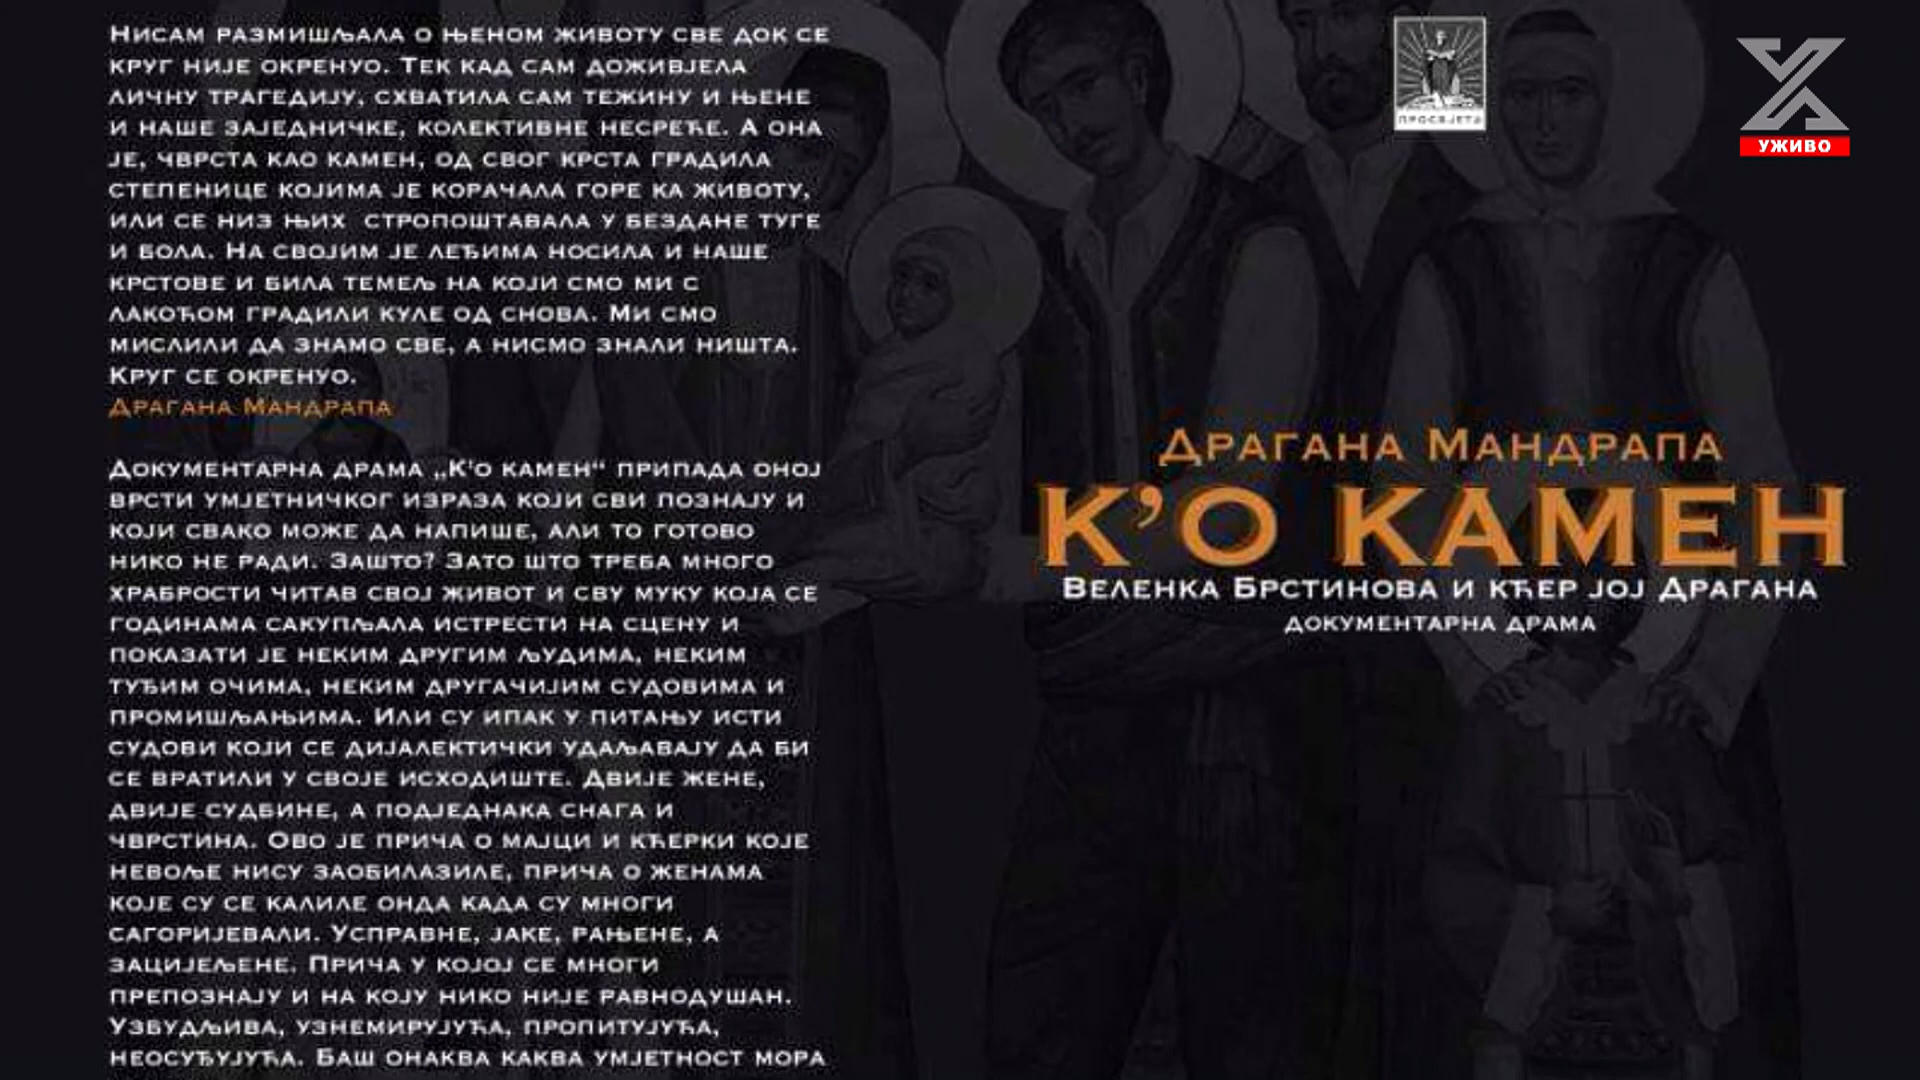 Нисам размишљала о њеном животу све док се
круг није окренуо. Тек кад сам доживјела
личну трагедију, схватила сам тежину и њене
и наше заједничке, колективне несреће. А она
је, чврста као камен, од свог крста градила
степенице којима је корачала горе ка животу,
или се низ њих стропоштавала у бездане туге
и бола. На својим је леђима носила и наше
крстове и била темељ на који смо ми с
лакоћом градили куле од снова. Ми смо
мислили да знамо све, а нисмо знали ништа.
Круг се окренуо.
Драгана Мандрапа
Документарна драма „К'о камен“ припада оној
врсти умјетничког израза који сви познају и
који свако може да напише, али то готово
нико не ради. Зашто? Зато што треба много
храбрости читав свој живот и сву муку која се
годинама сакупљала истрести на сцену и
показати је неким другим људима, неким
туђим очима, неким другачијим судовима и
промишљањима. Или су ипак у питању исти
судови који се дијалектички удаљавају да би
се вратили у своје исходиште. Двије жене,
двије судбине, а подједнака снага и
чврстина. Ово је прича о мајци и кћерки које
невоље нису заобилазиле, прича о женама
које су се калиле онда када су многи
сагоријевали. Усправне, јаке, рањене, а
зацијељене. Прича у којој се многи
препознају и на коју нико није равнодушан.
Узбудљива, узнемирујућа, пропитујућа,
неосуђујућа. Баш онаква каква умјетност мора
ПРОСВЈЕТА
УЖИВО
Драгана Мандрапа
К’О КАМЕН
Веленка Брстинова и кћер јој Драгана
документарна драма